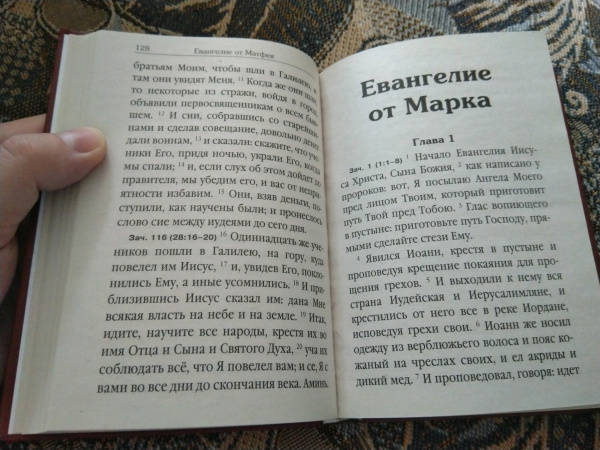 128 Евангелие от Матфея
братьям Моим, чтобы шли в Галилею, и
там они увидят Меня. 11 Когда же они шли,
то некоторые из стражи, войдя в город,
объявили первосвященникам о всем быв-
шем. 12 И сии, собравшись со старейши-
нами и сделав совещание, довольно денег
дали воинам, 13 и сказали: скажите, что уче-
ники Его, придя ночью, украли Его, когда
мы спали; 14 и, если слух об этом дойдет до
правителя, мы убедим его, и вас от непри-
ятности избавим. 15 Они, взяв деньги, по-
ступили, как научены были; и пронеслось
слово сие между иудеями до сего дня.
Зач. 116 (28:16–20) 16 Одиннадцать же уче-
ников пошли в Галилею, на гору, куда
повелел им Иисус, 17 и, увидев Его, покло-
нились Ему, а иные усомнились. 18 И при-
близившись Иисус сказал им: дана Мне
всякая власть на небе и на земле. 19 Итак,
идите, научите все народы, крестя их во
имя Отца и Сына и Святого Духа, 20 уча их
соблюдать всё, что Я повелел вам; и се, Я с
вами во все дни до скончания века. Аминь.
Евангелие
от Марка
Глава 1
Зач. 1 (1:1–8) 1 Начало Евангелия Иису-
са Христа, Сына Божия, 2 как написано у
пророков: вот, Я посылаю Ангела Моего
пред лицом Твоим, который приготовит
путь Твой пред Тобою. 3 Глас вопиющего
в пустыне: приготовьте путь Господу, пря-
мыми сделайте стези Ему.
4 Явился Иоанн, крестя в пустыне и
проповедуя крещение покаяния для про-
щения грехов. 5 И выходили к нему вся
страна Иудейская и Иерусалимляне, и
крестились от него все в реке Иордане,
исповедуя грехи свои. 6 Иоанн же носил
одежду из верблюжьего волоса и пояс ко-
жаный на чреслах своих, и ел акриды и
дикий мед. 7 И проповедовал, говоря: идет